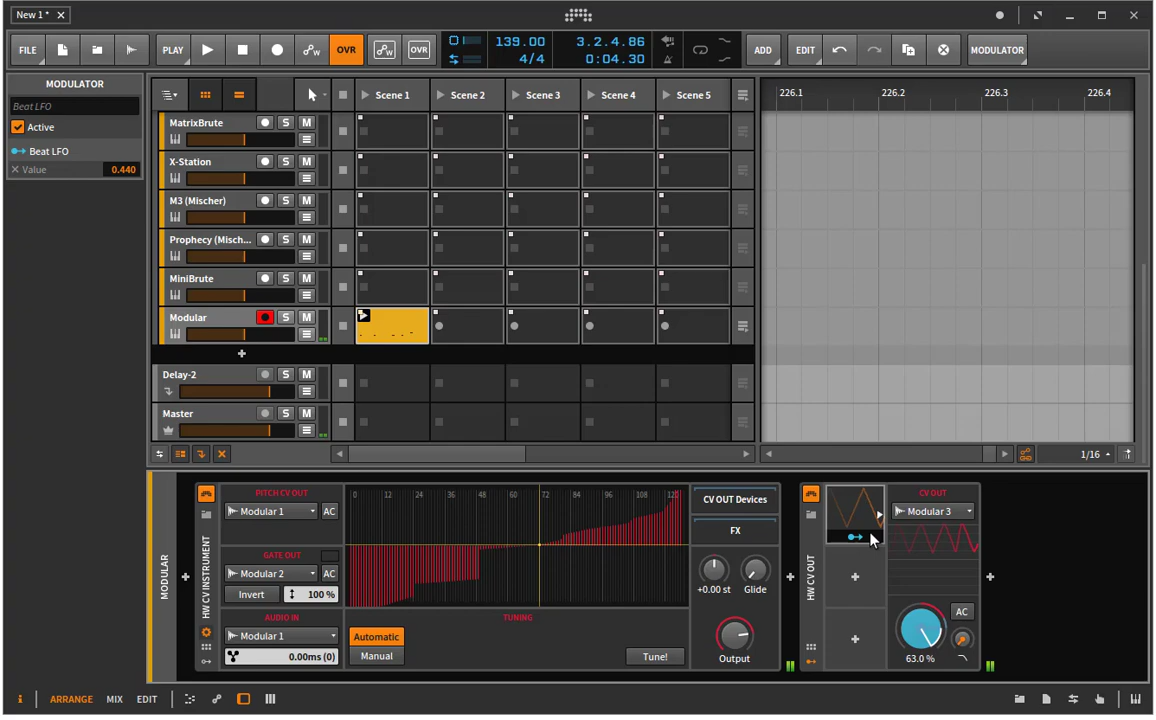 New 1 *
FILE PLAY OVR OVR 139.00 3.2.4.86 ADD EDIT MODULATOR
4/4 0:04.30
MODULATOR
Beat LFO
Active
Beat LFO
Value 0.440
Scene 1 Scene 2 Scene 3 Scene 4 Scene 5
226.1 226.2 226.3 226.4
MatrixBrute S M
X-Station S M
M3 (Mischer) S M
Prophecy (Misch... S M
MiniBrute S M
Modular S M
Delay-2 S M
Master S M
1/16
MODULAR
HW CV INSTRUMENT
PITCH CV OUT
Modular 1 AC
GATE OUT
Modular 2 AC
Invert 100 %
AUDIO IN
Modular 1
0.00ms (0)
0 12 24 36 48 60 72 84 96 108 120
TUNING
Automatic
Manual
Tune!
CV OUT Devices
FX
+0.00 st Glide
Output
HW CV OUT
CV OUT
Modular 3
AC
63.0 %
i ARRANGE MIX EDIT